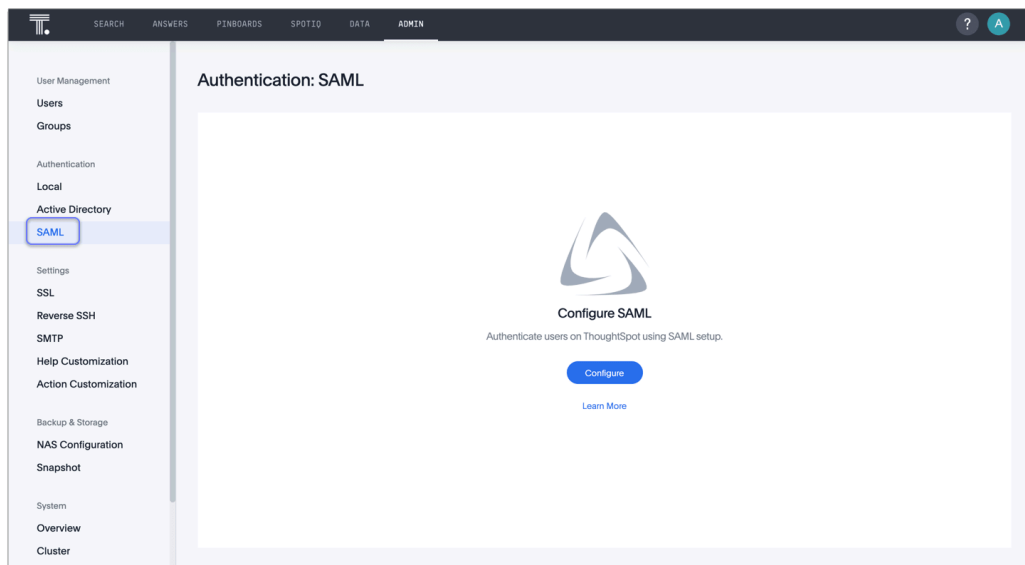 T.
SEARCH ANSWERS PINBOARDS SPOTIQ DATA ADMIN
? A
User Management
Users
Groups
Authentication
Local
Active Directory
SAML
Settings
SSL
Reverse SSH
SMTP
Help Customization
Action Customization
Backup & Storage
NAS Configuration
Snapshot
System
Overview
Cluster
Authentication: SAML
Configure SAML
Authenticate users on ThoughtSpot using SAML setup.
Configure
Learn More